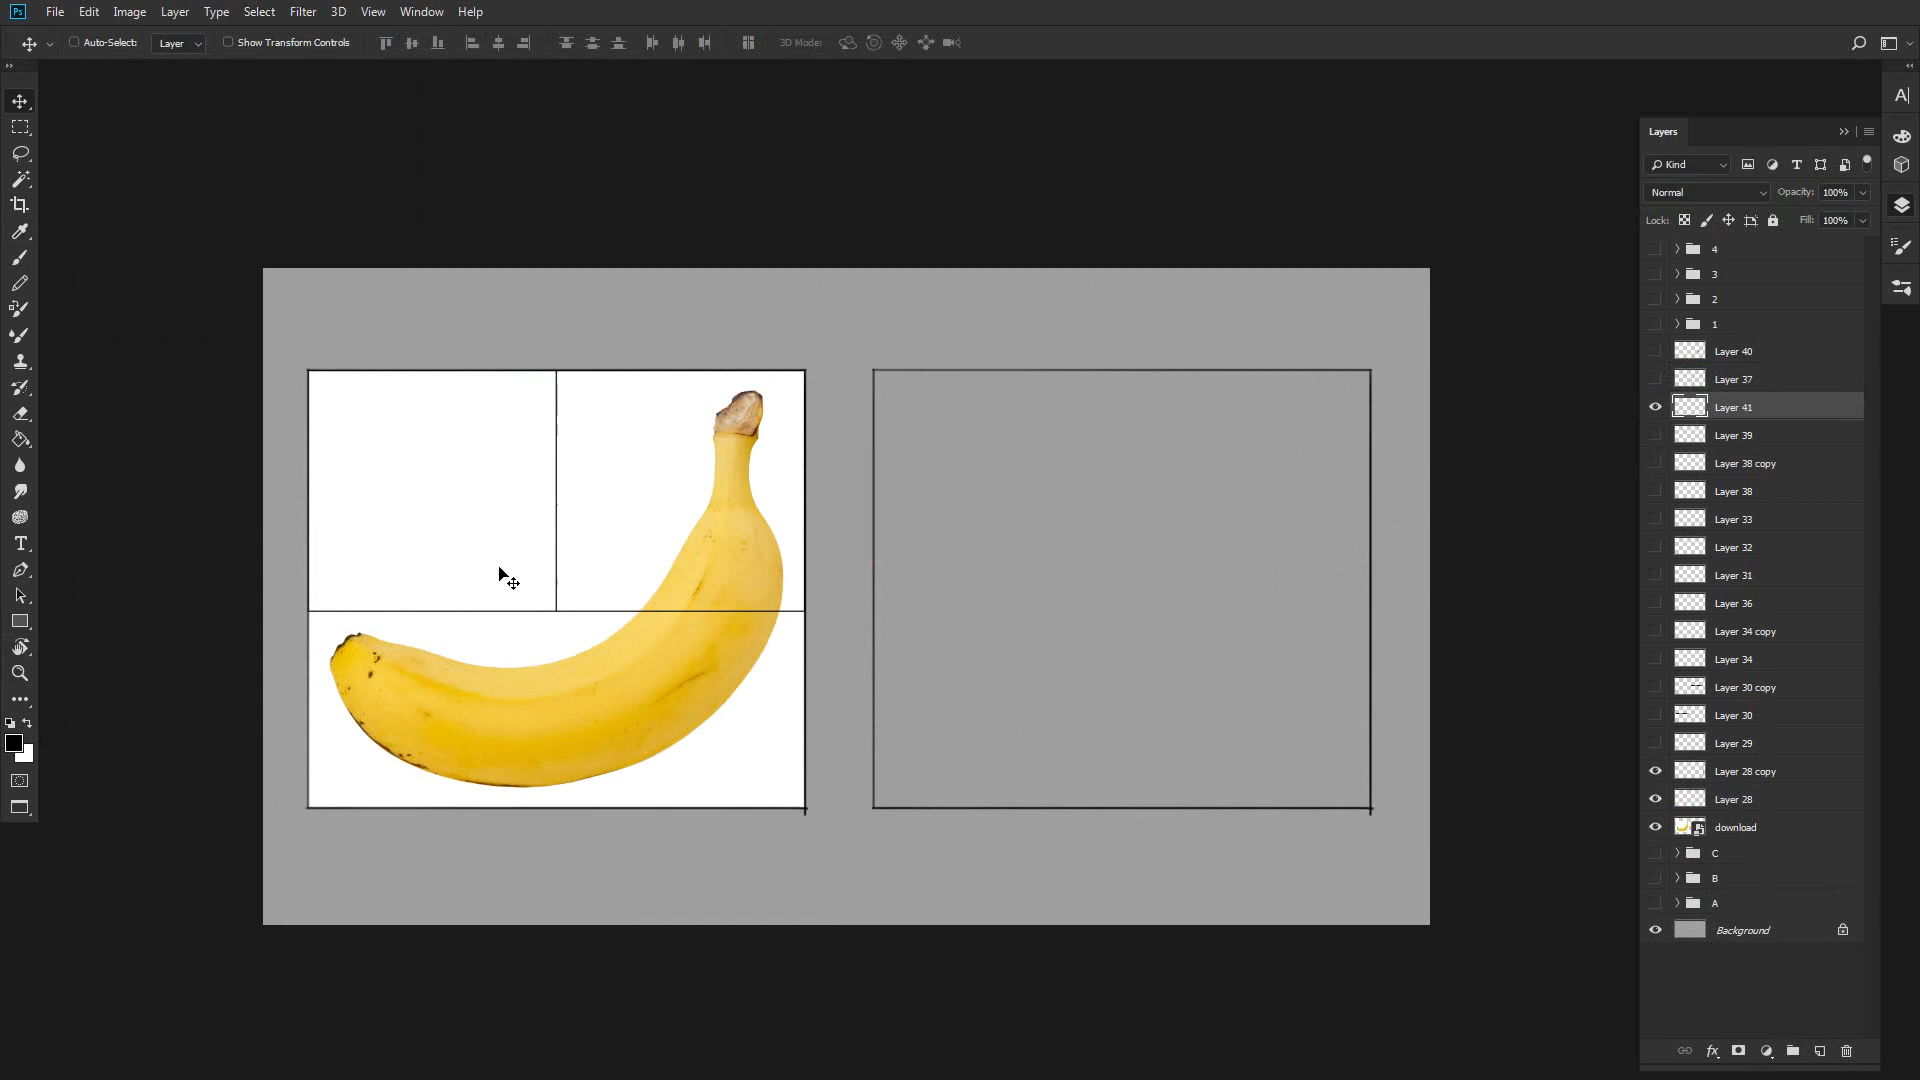 Ps File Edit Image Layer Type Select Filter 3D View Window Help
Auto-Select: Layer Show Transform Controls 3D Mode:
Layers
Kind
Normal Opacity: 100%
Lock: Fill: 100%
4
3
2
1
Layer 40
Layer 37
Layer 41
Layer 39
Layer 38 copy
Layer 38
Layer 33
Layer 32
Layer 31
Layer 36
Layer 34 copy
Layer 34
Layer 30 copy
Layer 30
Layer 29
Layer 28 copy
Layer 28
download
C
B
A
Background
fx